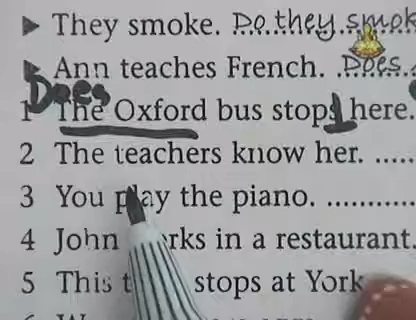 They smoke. Do they smok
Ann teaches French. Does
Does
1 The Oxford bus stops here.
2 The teachers know her. .....
3 You play the piano. ...........
4 John rks in a restaurant.
5 This stops at York